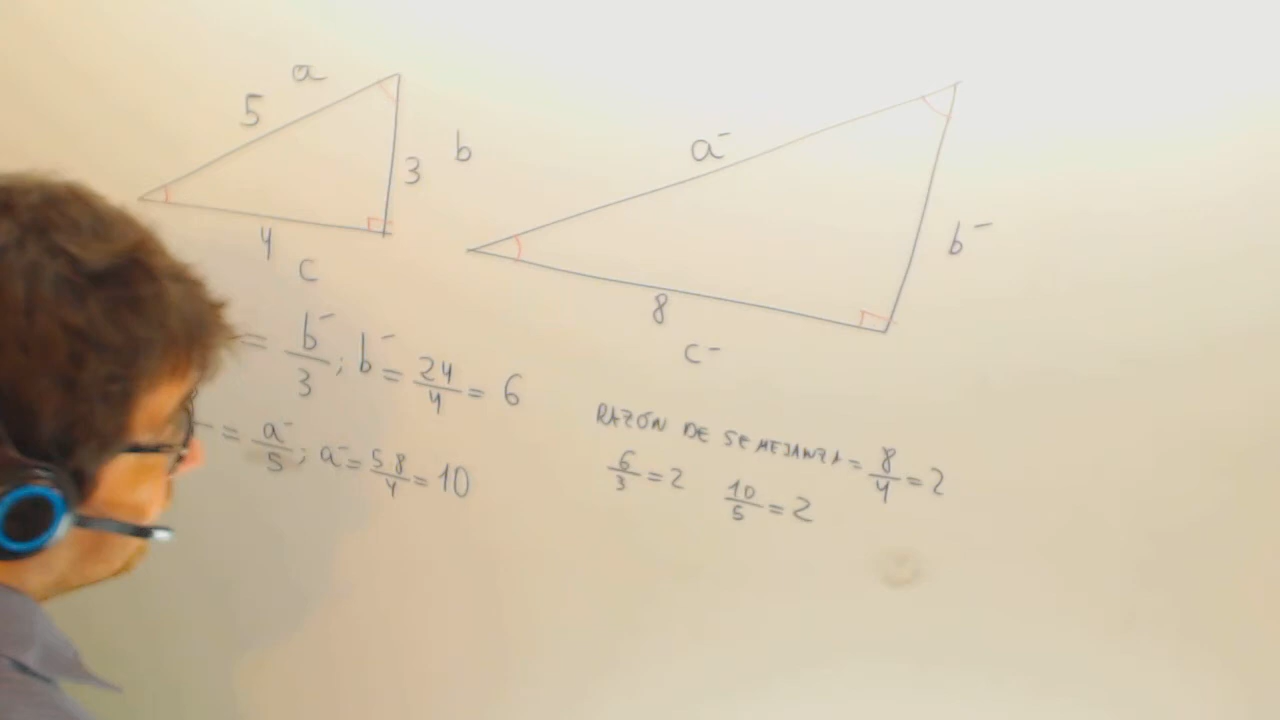 a
5
b
3
4
c
a-
b-
8
c-
= b-/3 ; b- = 24/4 = 6
= a-/5 ; a- = 5 8/4 = 10
RAZÓN DE SEMEJANZA = 8/4 = 2
6/3 = 2 10/5 = 2